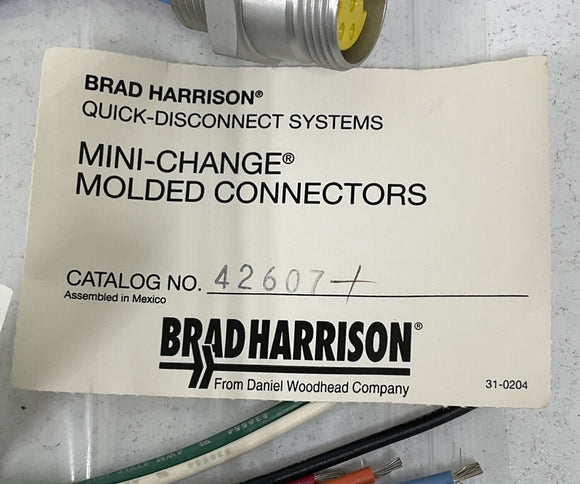 BRAD HARRISON®
QUICK-DISCONNECT SYSTEMS
MINI-CHANGE®
MOLDED CONNECTORS
CATALOG NO. 42607+
Assembled in Mexico
BRAD HARRISON®
From Daniel Woodhead Company
31-0204